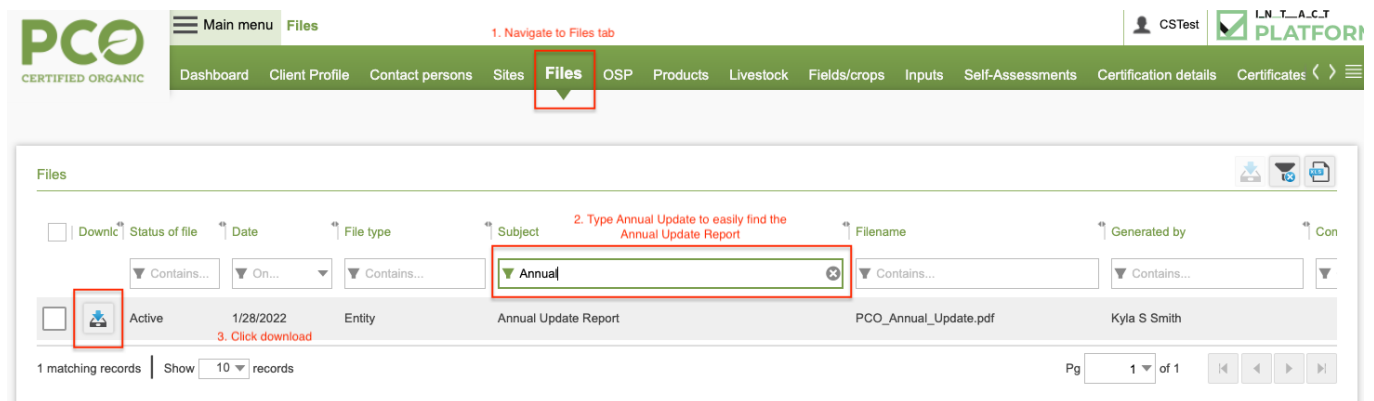 PCO
CERTIFIED ORGANIC
Main menu Files
1. Navigate to Files tab
CSTest
I_N_T_A_C_T
PLATFORM
Dashboard Client Profile Contact persons Sites Files OSP Products Livestock Fields/crops Inputs Self-Assessments Certification details Certificates
Files
2. Type Annual Update to easily find the
Annual Update Report
Downlc Status of file Date File type Subject Filename Generated by Con
Contains... On... Contains... Annual Contains... Contains...
Active 1/28/2022 Entity Annual Update Report PCO_Annual_Update.pdf Kyla S Smith
3. Click download
1 matching records Show 10 records Pg 1 of 1